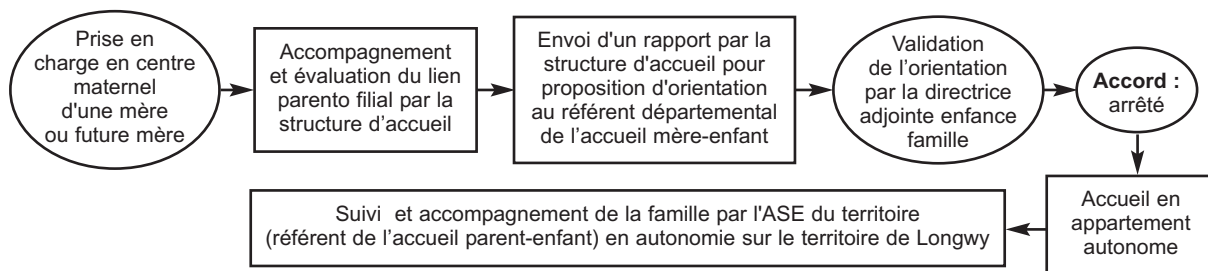 Prise en
charge en centre
maternel
d'une mère
ou future mère
Accompagnement
et évaluation du lien
parento filial par la
structure d’accueil
Envoi d'un rapport par la
structure d'accueil pour
proposition d'orientation
au référent départemental
de l’accueil mère-enfant
Validation
de l’orientation
par la directrice
adjointe enfance
famille
Accord :
arrêté
Accueil en
appartement
autonome
Suivi et accompagnement de la famille par l'ASE du territoire
(référent de l’accueil parent-enfant) en autonomie sur le territoire de Longwy